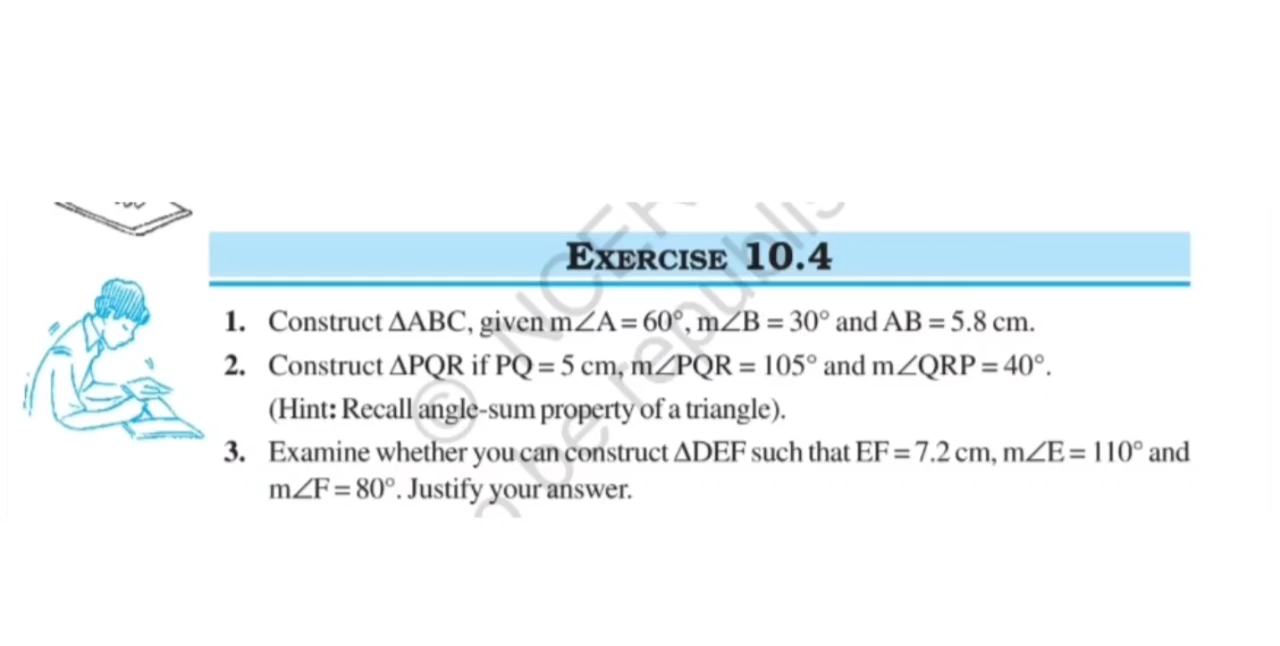 EXERCISE 10.4
1. Construct ΔABC, given m∠A = 60°, m∠B = 30° and AB = 5.8 cm.
2. Construct ΔPQR if PQ = 5 cm, m∠PQR = 105° and m∠QRP = 40°.
(Hint: Recall angle-sum property of a triangle).
3. Examine whether you can construct ΔDEF such that EF = 7.2 cm, m∠E = 110° and
m∠F = 80°. Justify your answer.